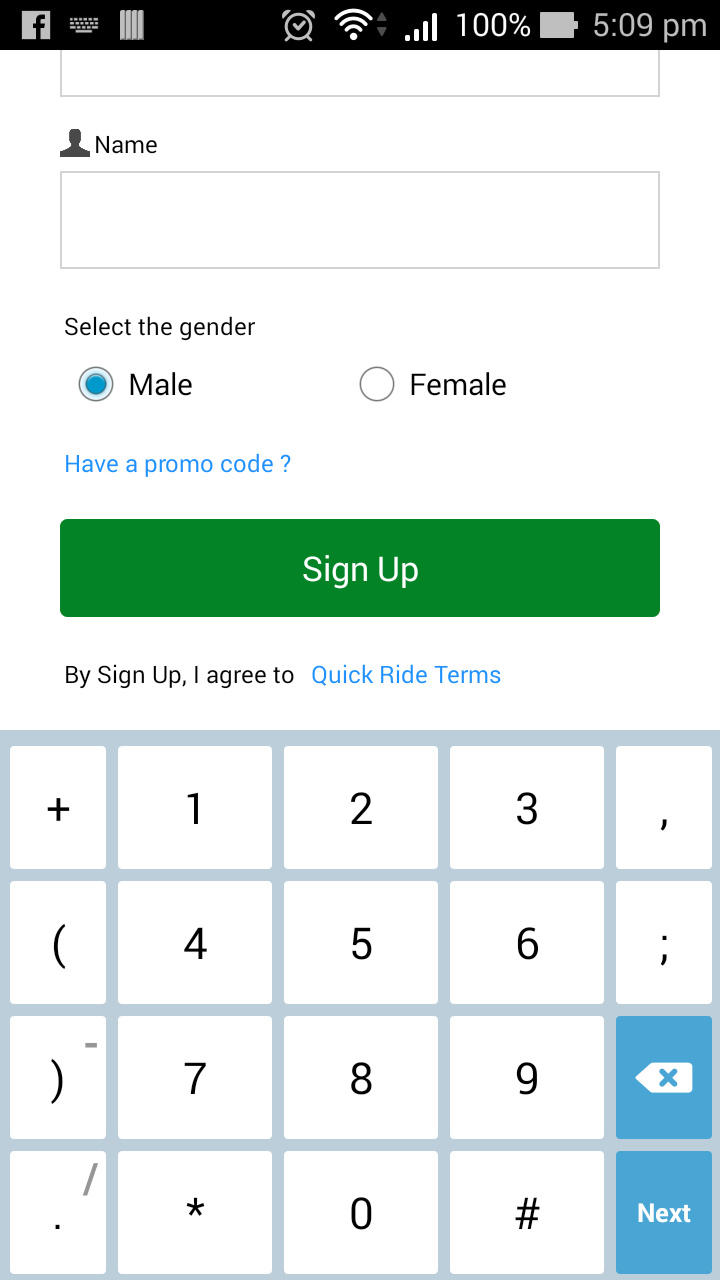 100% 5:09 pm
Name
Select the gender
Male Female
Have a promo code ?
Sign Up
By Sign Up, I agree to Quick Ride Terms
+ 1 2 3 ,
( 4 5 6 ;
) - 7 8 9
. / * 0 # Next